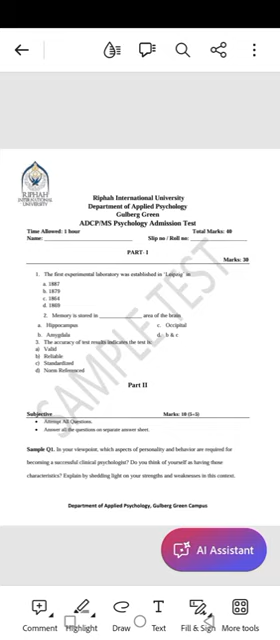 RIPHAH
INTERNATIONAL
UNIVERSITY
Riphah International University
Department of Applied Psychology
Gulberg Green
ADCP/MS Psychology Admission Test
Time Allowed: 1 hour Total Marks: 40
Name: ____________________ Slip no / Roll no: ____________________
PART- I
Marks: 30
1. The first experimental laboratory was established in 'Leipzig' in
a. 1887
b. 1879
c. 1864
d. 1869
2. Memory is stored in ______________ area of the brain
a. Hippocampus c. Occipital
b. Amygdala d. b & c
3. The accuracy of test results indicates the test is:
a) Valid
b) Reliable
c) Standardized
d) Norm Referenced
SAMPLE TEST
Part II
Subjective Marks: 10 (5+5)
• Attempt All Questions.
• Answer all the questions on separate answer sheet.
Sample Q1. In your viewpoint, which aspects of personality and behavior are required for
becoming a successful clinical psychologist? Do you think of yourself as having those
characteristics? Explain by shedding light on your strengths and weaknesses in this context.
Department of Applied Psychology, Gulberg Green Campus
AI Assistant
Comment Highlight Draw Text Fill & Sign More tools